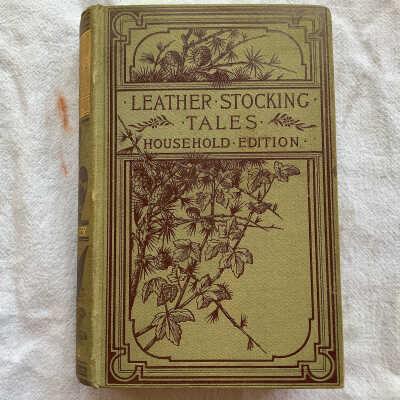 LEATHER · STOCKING ·
· TALES ·
HOUSEHOLD · EDITION ·